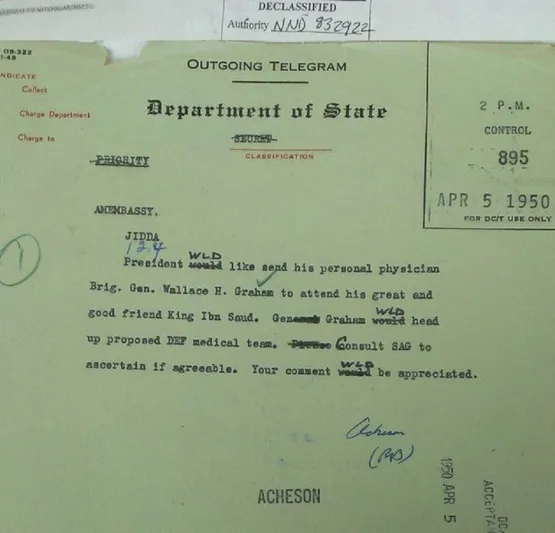 DECLASSIFIED
Authority NND 832922
DS-322
INDICATE
Collect
Charge Department
Charge to
OUTGOING TELEGRAM
Department of State
SECRET
CLASSIFICATION
PRIORITY
2 P.M.
CONTROL
895
APR 5 1950
FOR DC/T USE ONLY
AMEMBASSY,
JIDDA
124
1
President would WLD like send his personal physician
Brig. Gen. Wallace H. Graham to attend his great and
good friend King Ibn Saud. General Graham would WLD head
up proposed DEF medical team. Please Consult SAG to
ascertain if agreeable. Your comment would WLD be appreciated.
Acheson
ACHESON
1950 APR 5